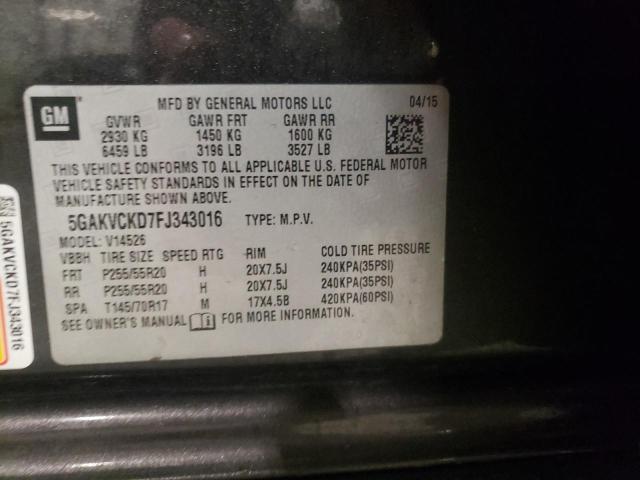 GM
MFD BY GENERAL MOTORS LLC 04/15
GVWR GAWR FRT GAWR RR
2930 KG 1450 KG 1600 KG
6459 LB 3196 LB 3527 LB
THIS VEHICLE CONFORMS TO ALL APPLICABLE U.S. FEDERAL MOTOR
VEHICLE SAFETY STANDARDS IN EFFECT ON THE DATE OF
MANUFACTURE SHOWN ABOVE.
5GAKVCKD7FJ343016 TYPE: M.P.V.
MODEL: V14526
VBBH TIRE SIZE SPEED RTG RIM COLD TIRE PRESSURE
FRT P255/55R20 H 20X7.5J 240KPA(35PSI)
RR P255/55R20 H 20X7.5J 240KPA(35PSI)
SPA T145/70R17 M 17X4.5B 420KPA(60PSI)
SEE OWNER'S MANUAL FOR MORE INFORMATION.
5GAKVCKD7FJ343016